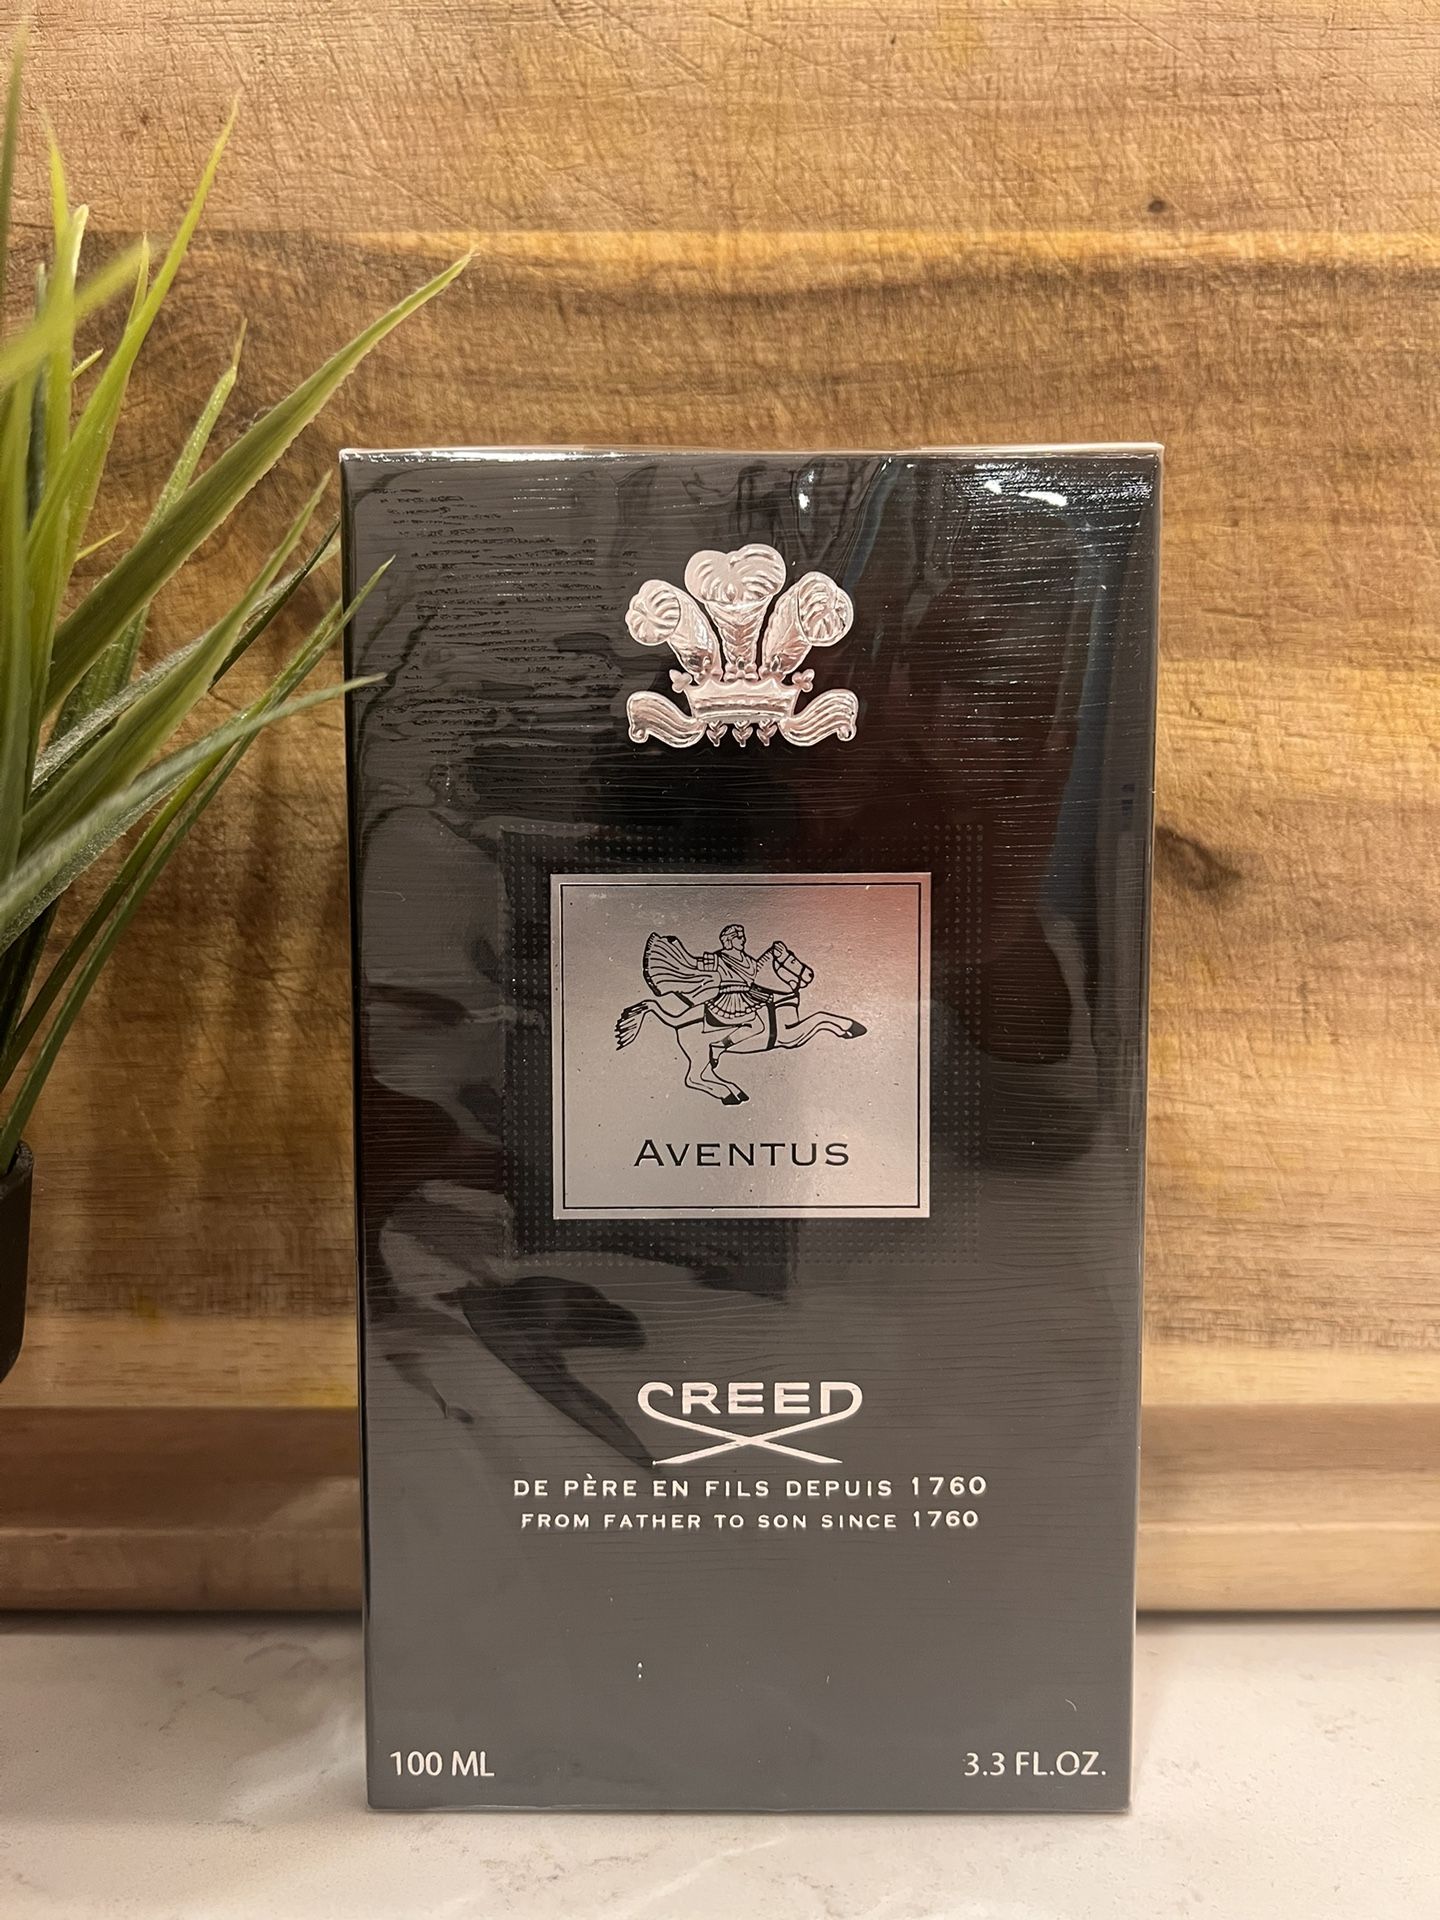 AVENTUS
CREED
DE PÈRE EN FILS DEPUIS 1760
FROM FATHER TO SON SINCE 1760
100 ML 3.3 FL.OZ.